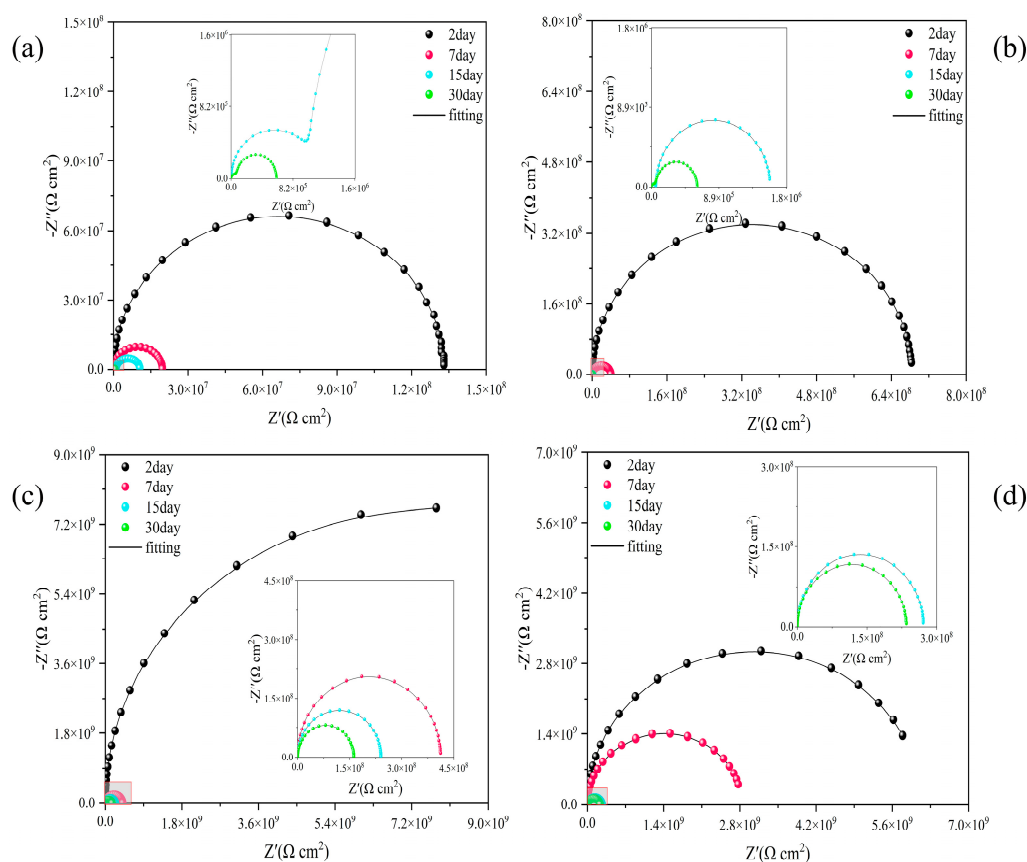 (a)
1.5×10⁸
1.2×10⁸
9.0×10⁷
6.0×10⁷
3.0×10⁷
0.0
-Z″(Ω cm²)
0.0
3.0×10⁷
6.0×10⁷
9.0×10⁷
1.2×10⁸
1.5×10⁸
Z′(Ω cm²)
2day
7day
15day
30day
fitting
1.6×10⁶
8.2×10⁵
0.0
-Z″(Ω cm²)
0.0
8.2×10⁵
1.6×10⁶
Z′(Ω cm²)
(b)
8.0×10⁸
6.4×10⁸
4.8×10⁸
3.2×10⁸
1.6×10⁸
0.0
-Z″(Ω cm²)
0.0
1.6×10⁸
3.2×10⁸
4.8×10⁸
6.4×10⁸
8.0×10⁸
Z′(Ω cm²)
2day
7day
15day
30day
fitting
1.8×10⁶
8.9×10⁵
0.0
-Z″(Ω cm²)
0.0
8.9×10⁵
1.8×10⁶
Z′(Ω cm²)
(c)
9.0×10⁹
7.2×10⁹
5.4×10⁹
3.6×10⁹
1.8×10⁹
0.0
-Z″(Ω cm²)
0.0
1.8×10⁹
3.6×10⁹
5.4×10⁹
7.2×10⁹
9.0×10⁹
Z′(Ω cm²)
2day
7day
15day
30day
fitting
4.5×10⁸
3.0×10⁸
1.5×10⁸
0.0
-Z″(Ω cm²)
0.0
1.5×10⁸
3.0×10⁸
4.5×10⁸
Z′(Ω cm²)
(d)
7.0×10⁹
5.6×10⁹
4.2×10⁹
2.8×10⁹
1.4×10⁹
0.0
-Z″(Ω cm²)
0.0
1.4×10⁹
2.8×10⁹
4.2×10⁹
5.6×10⁹
7.0×10⁹
Z′(Ω cm²)
2day
7day
15day
30day
fitting
3.0×10⁸
1.5×10⁸
0.0
-Z″(Ω cm²)
0.0
1.5×10⁸
3.0×10⁸
Z′(Ω cm²)